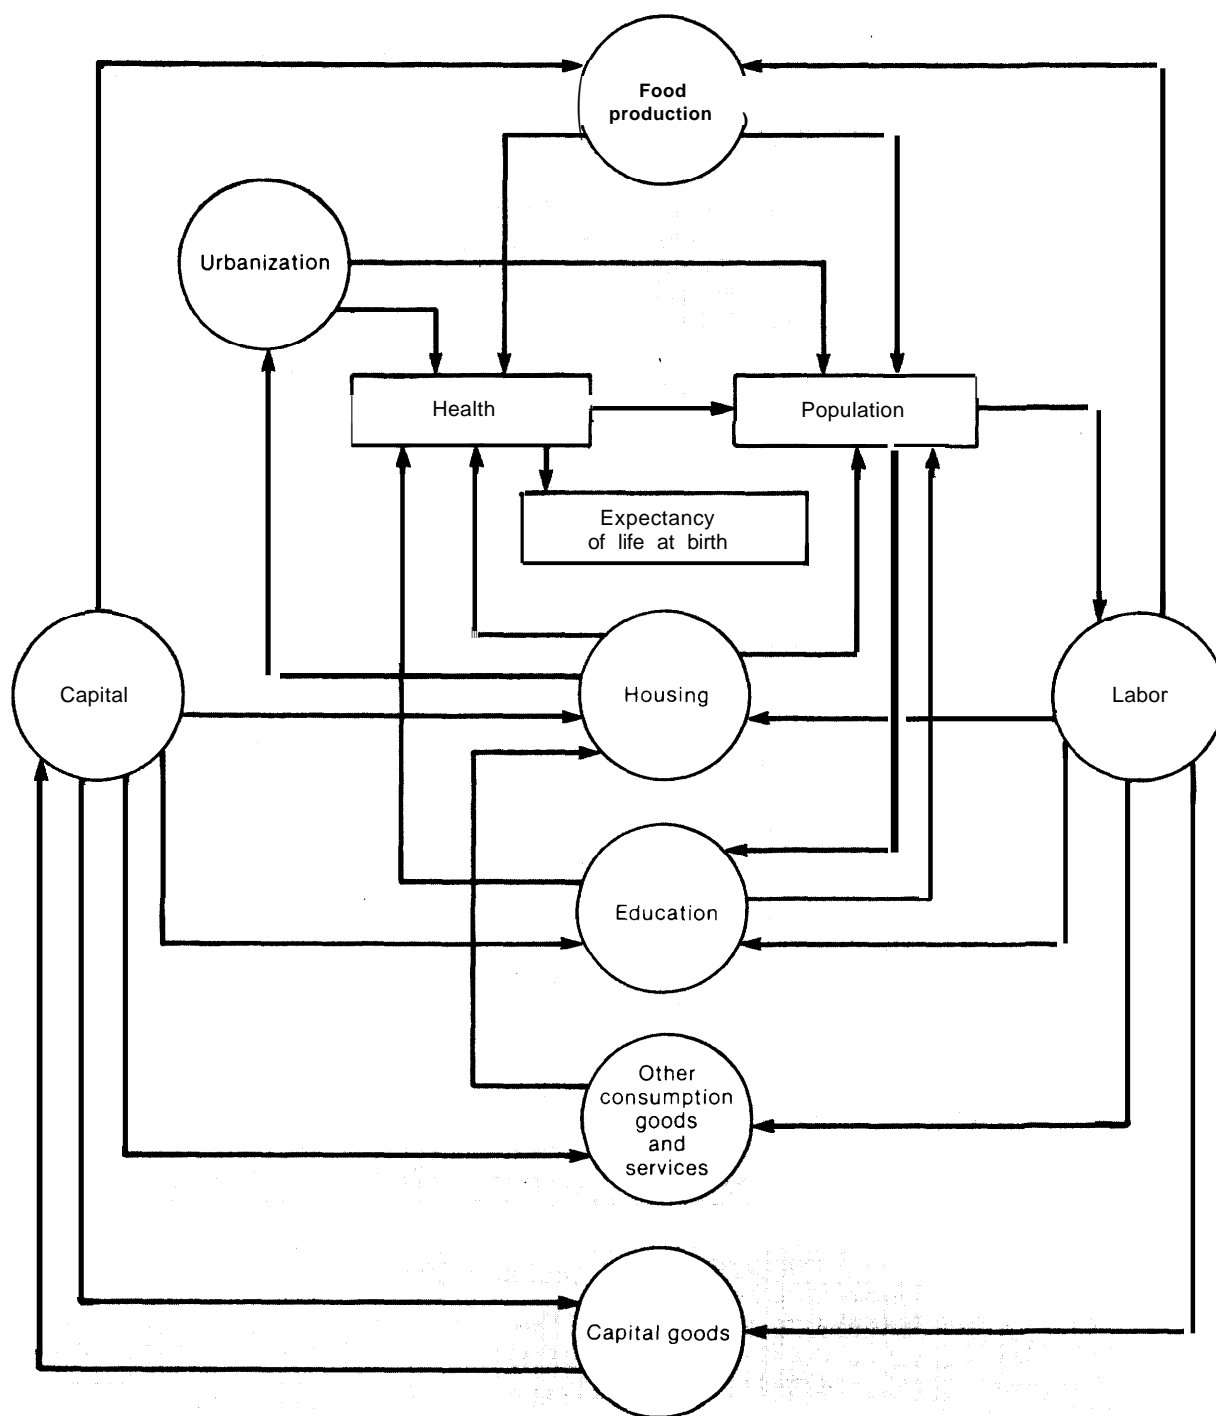 Food
production
Urbanization
Health
Population
Expectancy
of life at birth
Capital
Housing
Labor
Education
Other
consumption
goods
and
services
Capital goods